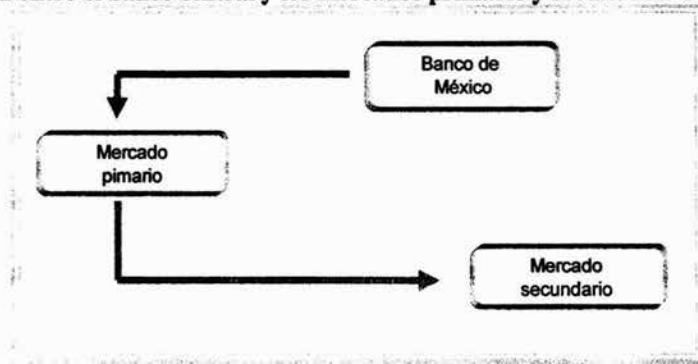 Banco de
México
Mercado
pimario
Mercado
secundario